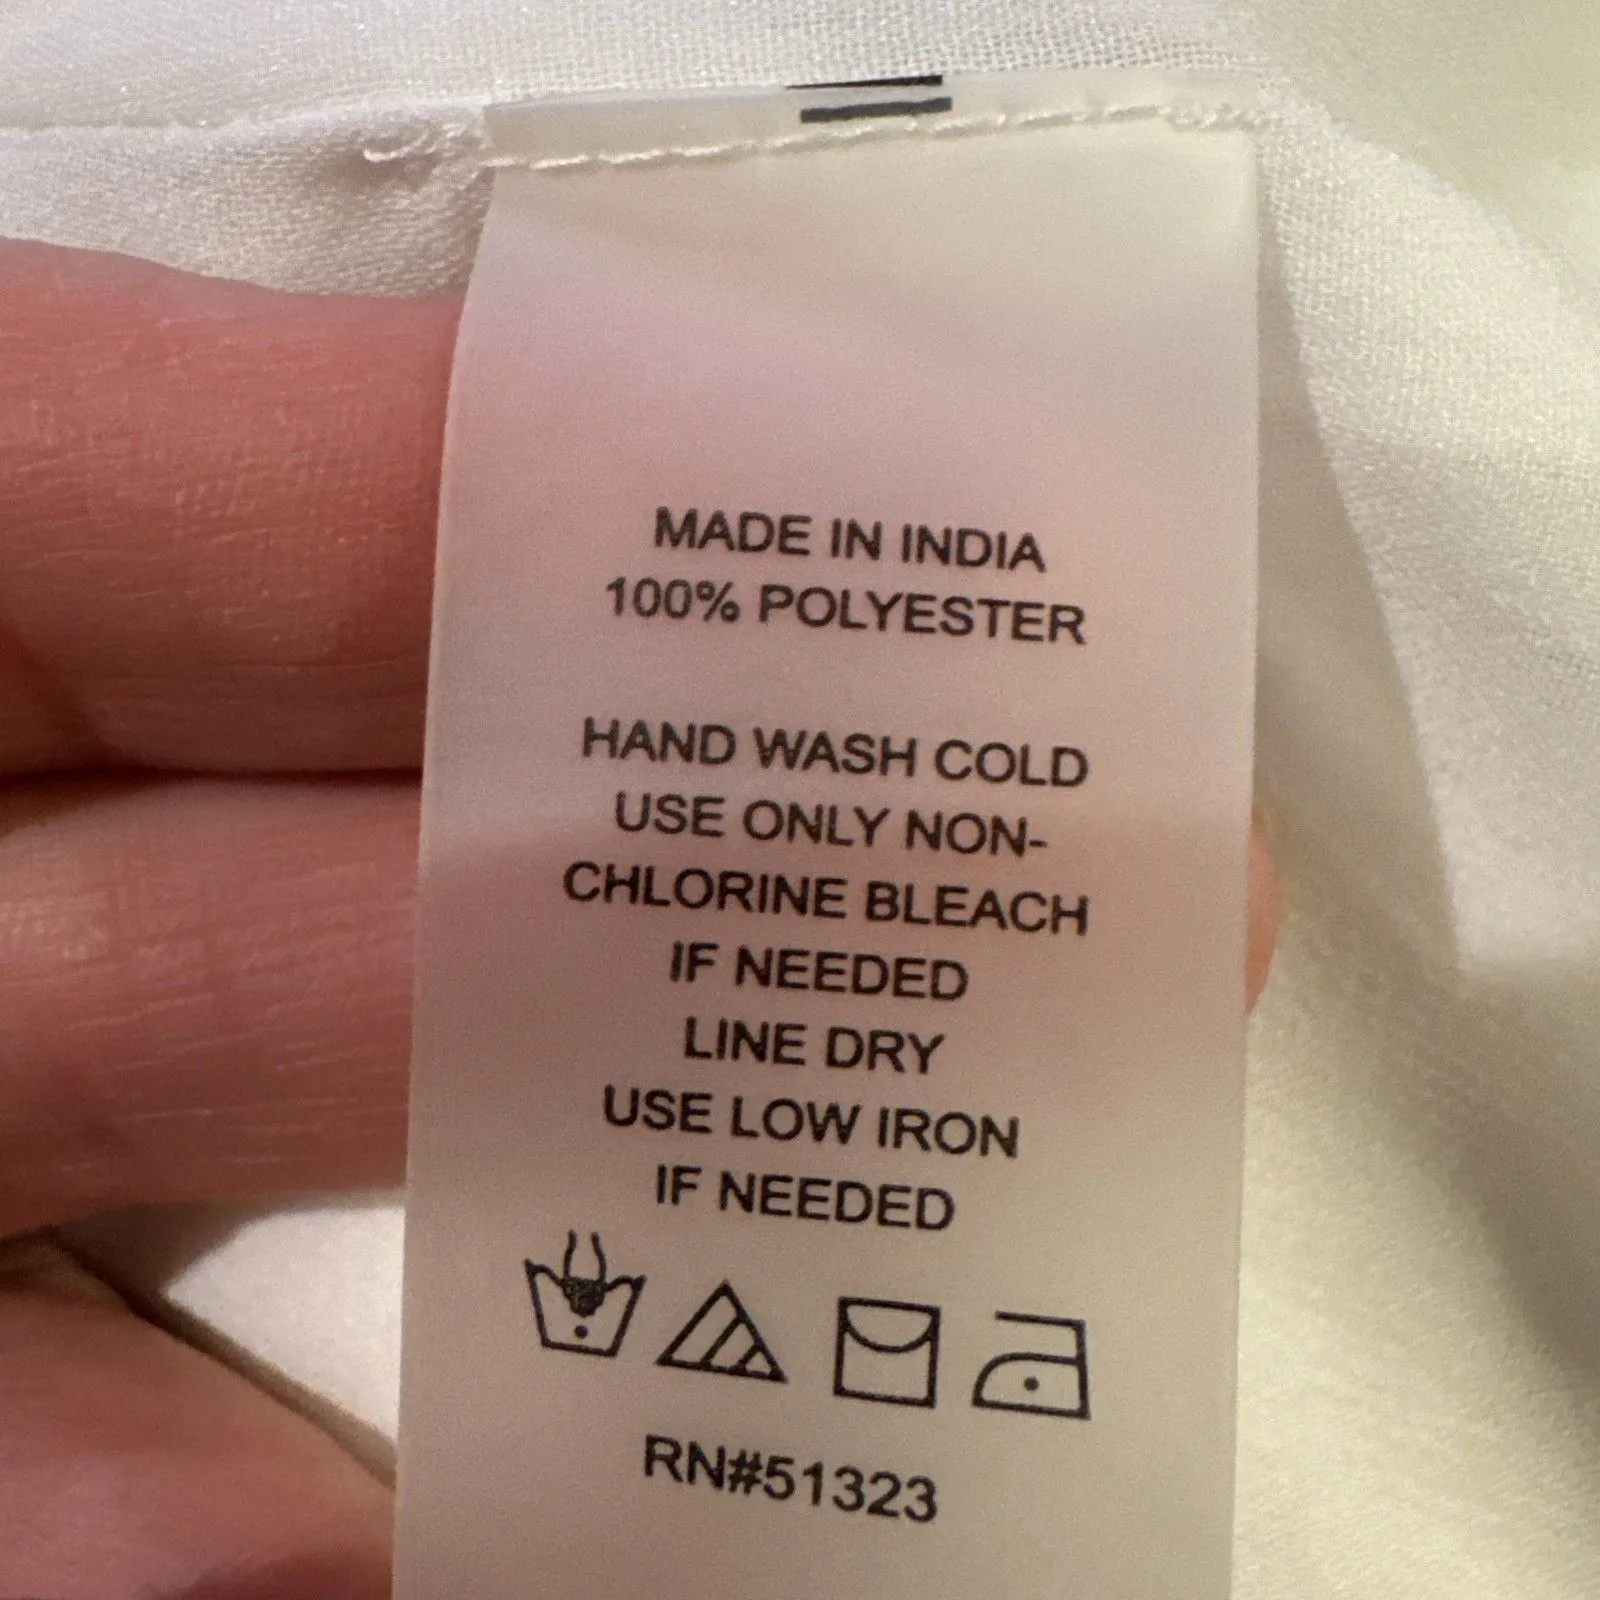 MADE IN INDIA
100% POLYESTER
HAND WASH COLD
USE ONLY NON-
CHLORINE BLEACH
IF NEEDED
LINE DRY
USE LOW IRON
IF NEEDED
RN#51323